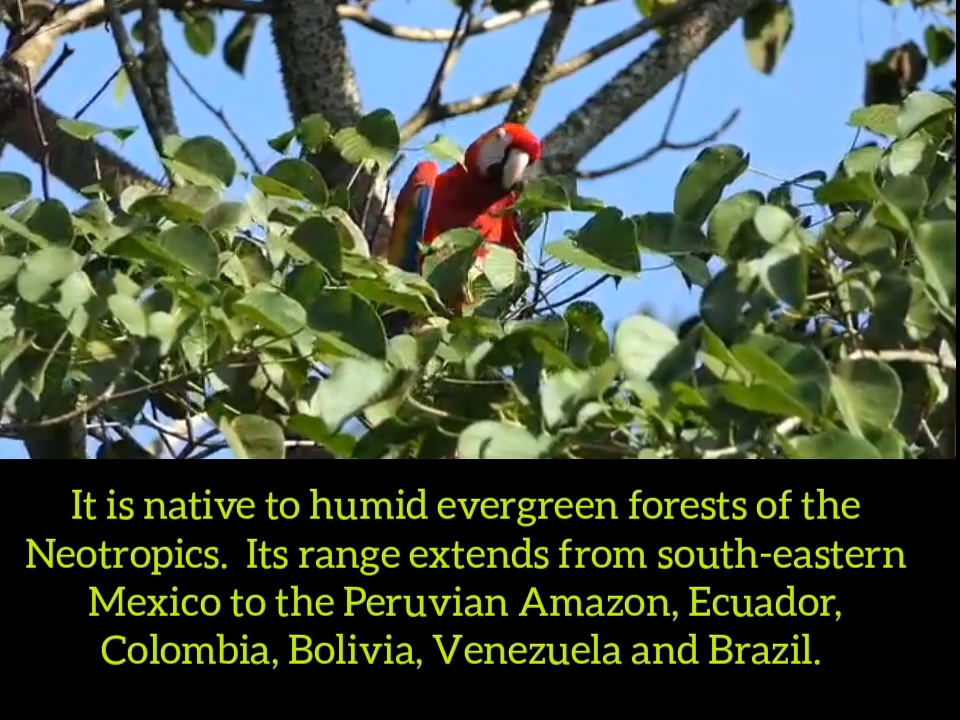 It is native to humid evergreen forests of the
Neotropics.  Its range extends from south-eastern
Mexico to the Peruvian Amazon, Ecuador,
Colombia, Bolivia, Venezuela and Brazil.